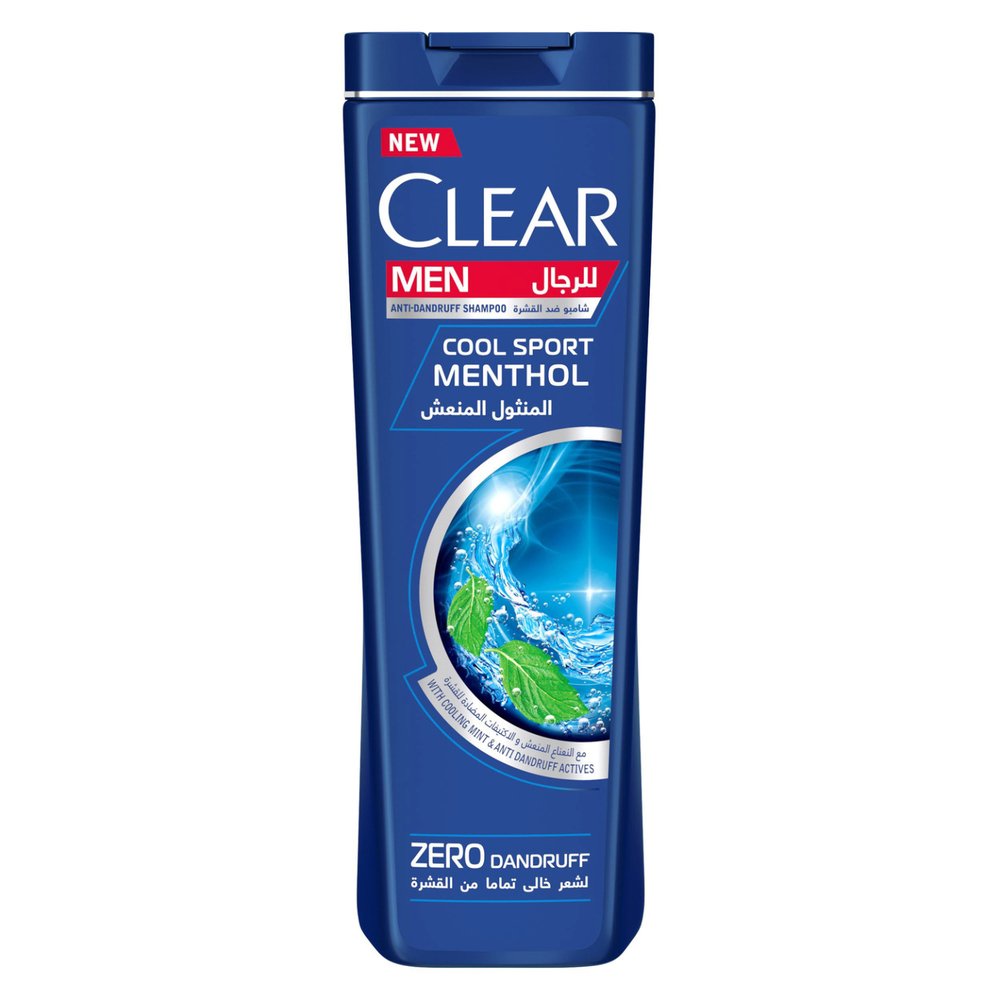 NEW
CLEAR
MEN للرجال
ANTI-DANDRUFF SHAMPOO شامبو ضد القشرة
COOL SPORT
MENTHOL
المنثول المنعش
مع النعناع المنعش و الاكتيفات المضادة للقشرة
WITH COOLING MINT & ANTI DANDRUFF ACTIVES
ZERO DANDRUFF
لشعر خالى تماما من القشرة